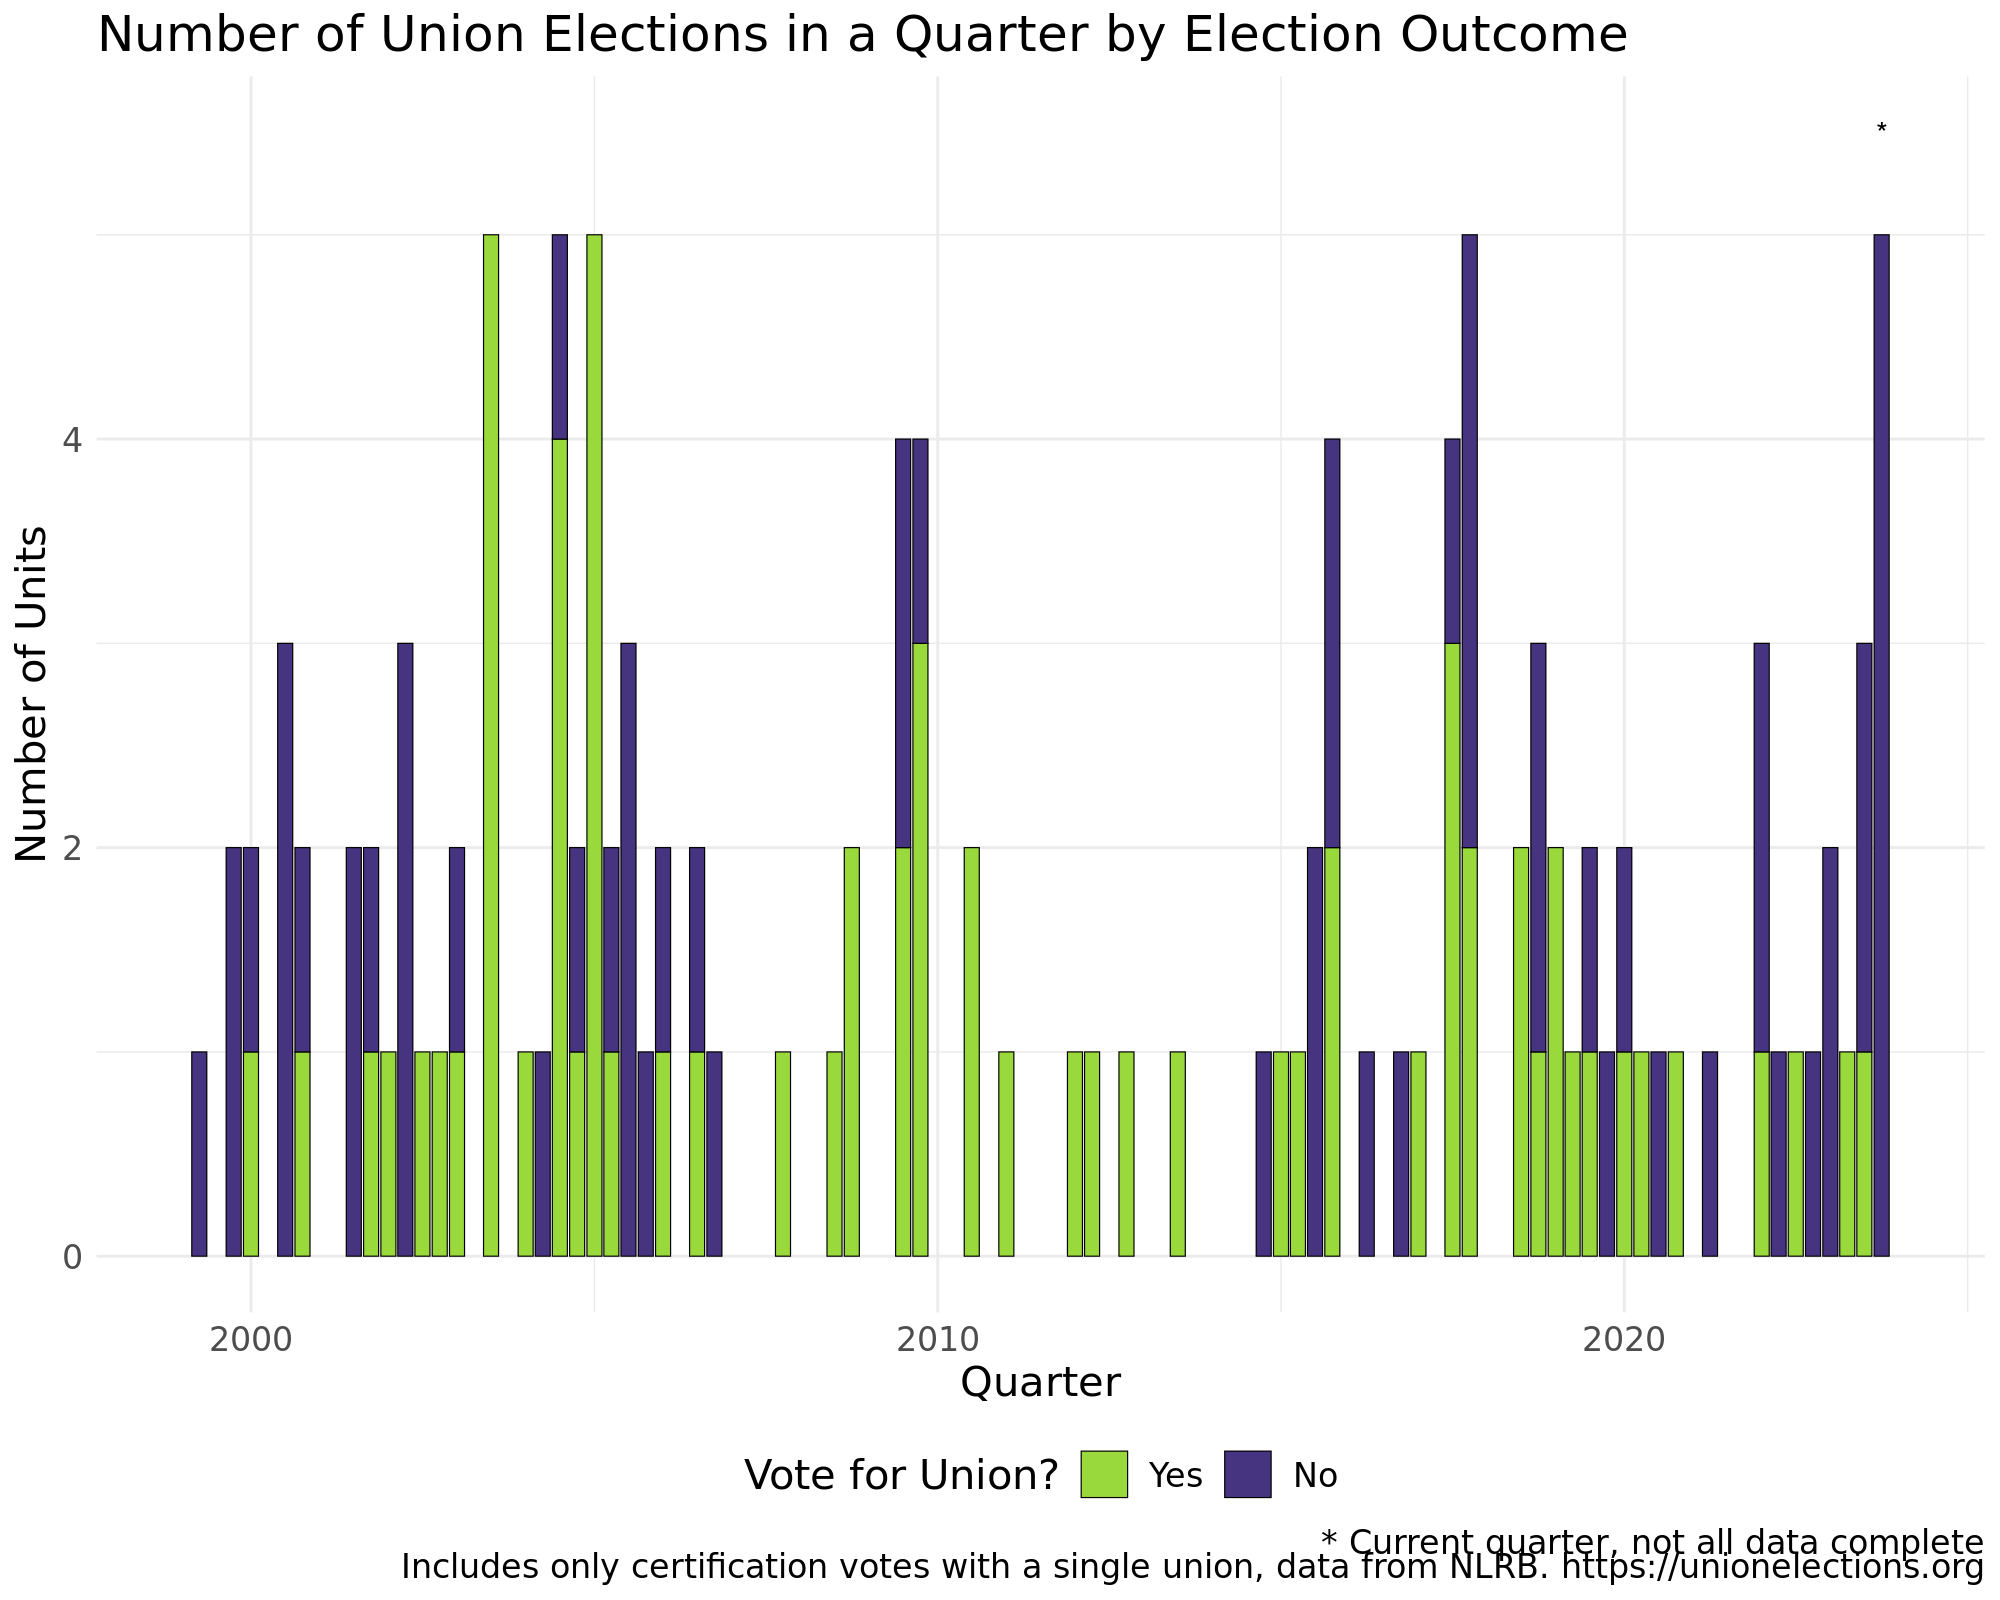 Number of Union Elections in a Quarter by Election Outcome
*
4
2
0
Number of Units
2000
2010
2020
Quarter
Vote for Union? Yes No
* Current quarter, not all data complete
Includes only certification votes with a single union, data from NLRB. https://unionelections.org